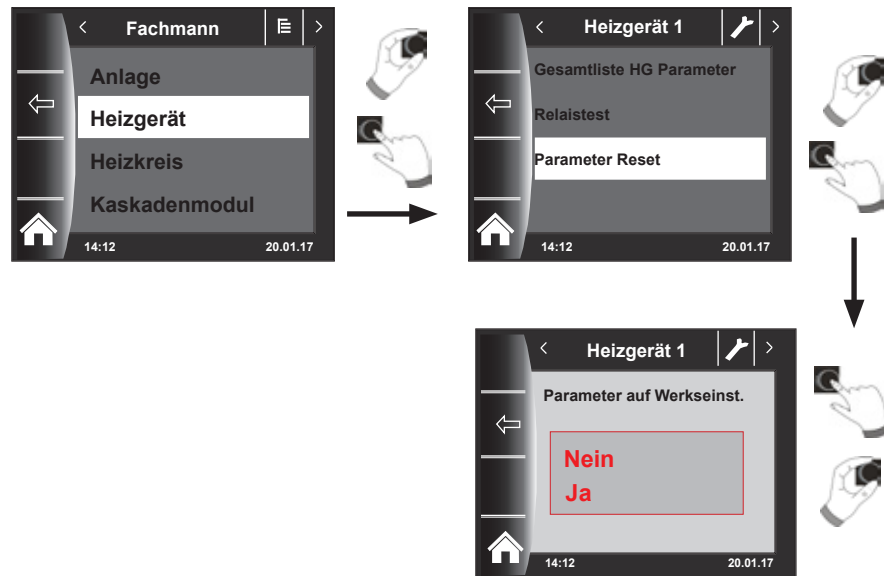 Fachmann
Anlage
Heizgerät
Heizkreis
Kaskadenmodul
14:12 20.01.17
Heizgerät 1
Gesamtliste HG Parameter
Relaistest
Parameter Reset
14:12 20.01.17
Heizgerät 1
Parameter auf Werkseinst.
Nein
Ja
14:12 20.01.17